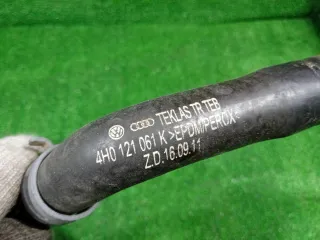 TEKLAS TR TEB
4H0 121 061 K >EPDM/PEROX<
Z.D.16.09.11